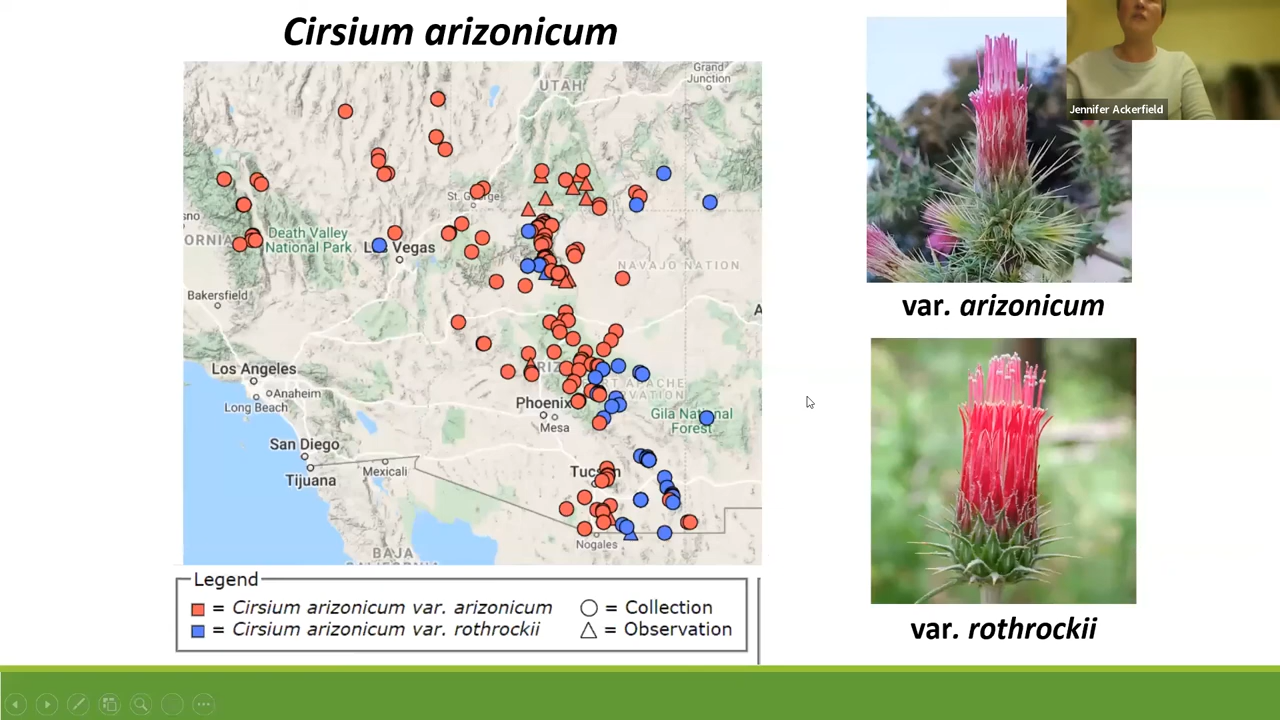 Cirsium arizonicum
Grand
Junction
UTAH
St. George
Death Valley
National Park
Las Vegas
NAVAJO NATION
Bakersfield
Los Angeles
Anaheim
Long Beach
Phoenix
Mesa
Gila National
Forest
San Diego
Tijuana
Mexicali
Tucson
Nogales
BAJA
CALIFORNIA
Legend
= Cirsium arizonicum var. arizonicum
= Cirsium arizonicum var. rothrockii
= Collection
= Observation
Jennifer Ackerfield
var. arizonicum
var. rothrockii